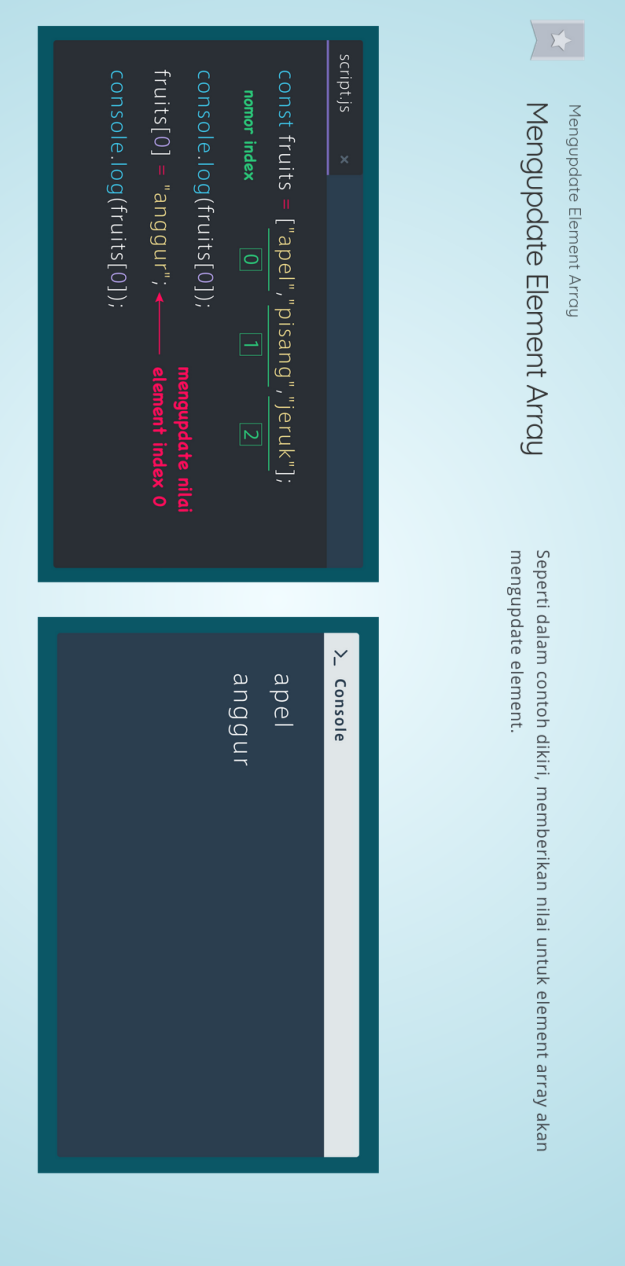 Mengupdate Element Array
Mengupdate Element Array
Seperti dalam contoh dikiri, memberikan nilai untuk element array akan
mengupdate element.
script.js ×
const fruits = ["apel","pisang","jeruk"];
nomor index 0 1 2
console.log(fruits[0]);
mengupdate nilai
fruits[0] = "anggur"; element index 0
console.log(fruits[0]);
>_ Console
apel
anggur